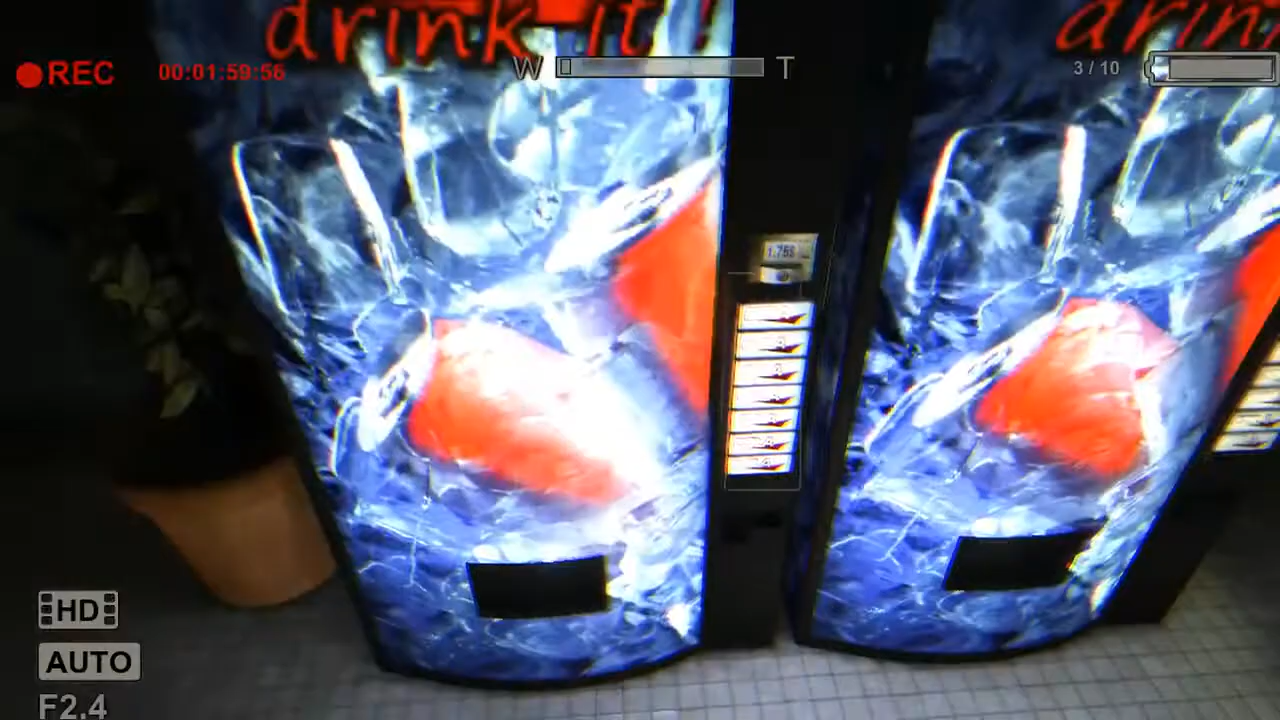 drink it !
drin
REC
00:01:59:56
W
T
3 / 10
1.75$
HD
AUTO
F2.4